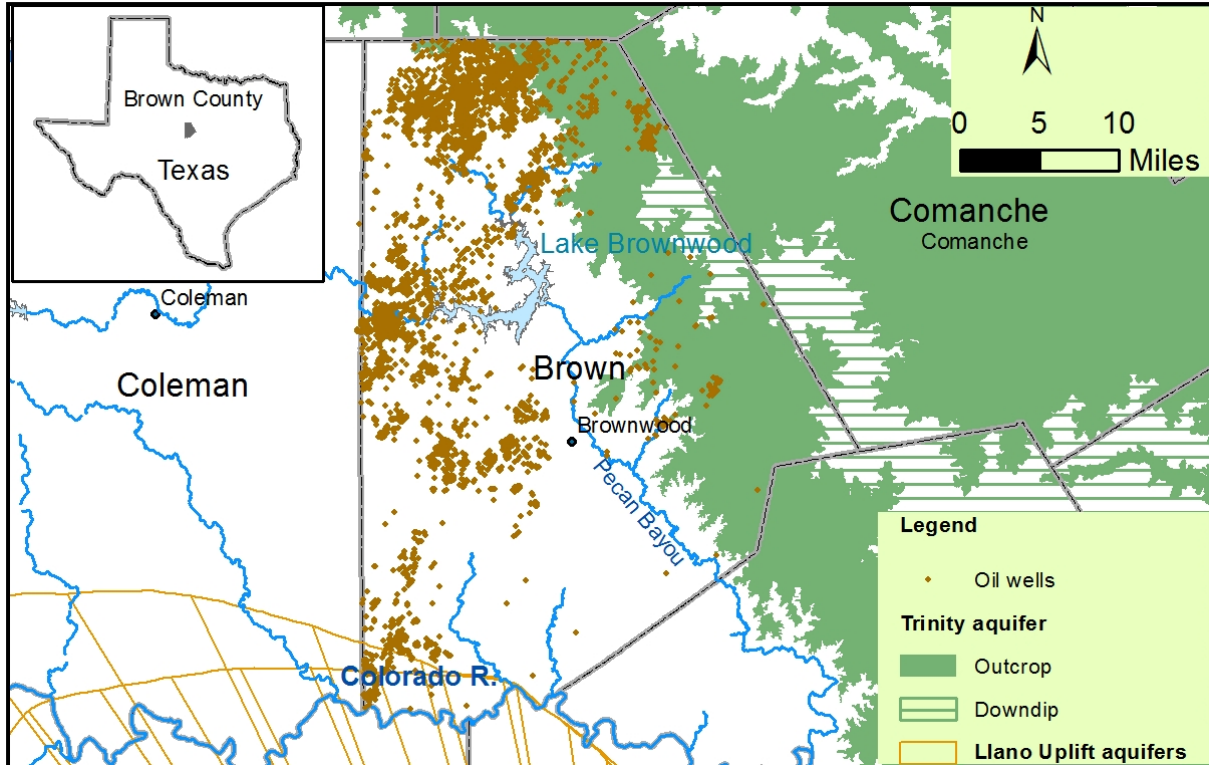 Brown County
Texas
N
0 5 10
Miles
Comanche
Comanche
Lake Brownwood
Coleman
Coleman
Brown
Brownwood
Pecan Bayou
Colorado R.
Legend
Oil wells
Trinity aquifer
Outcrop
Downdip
Llano Uplift aquifers